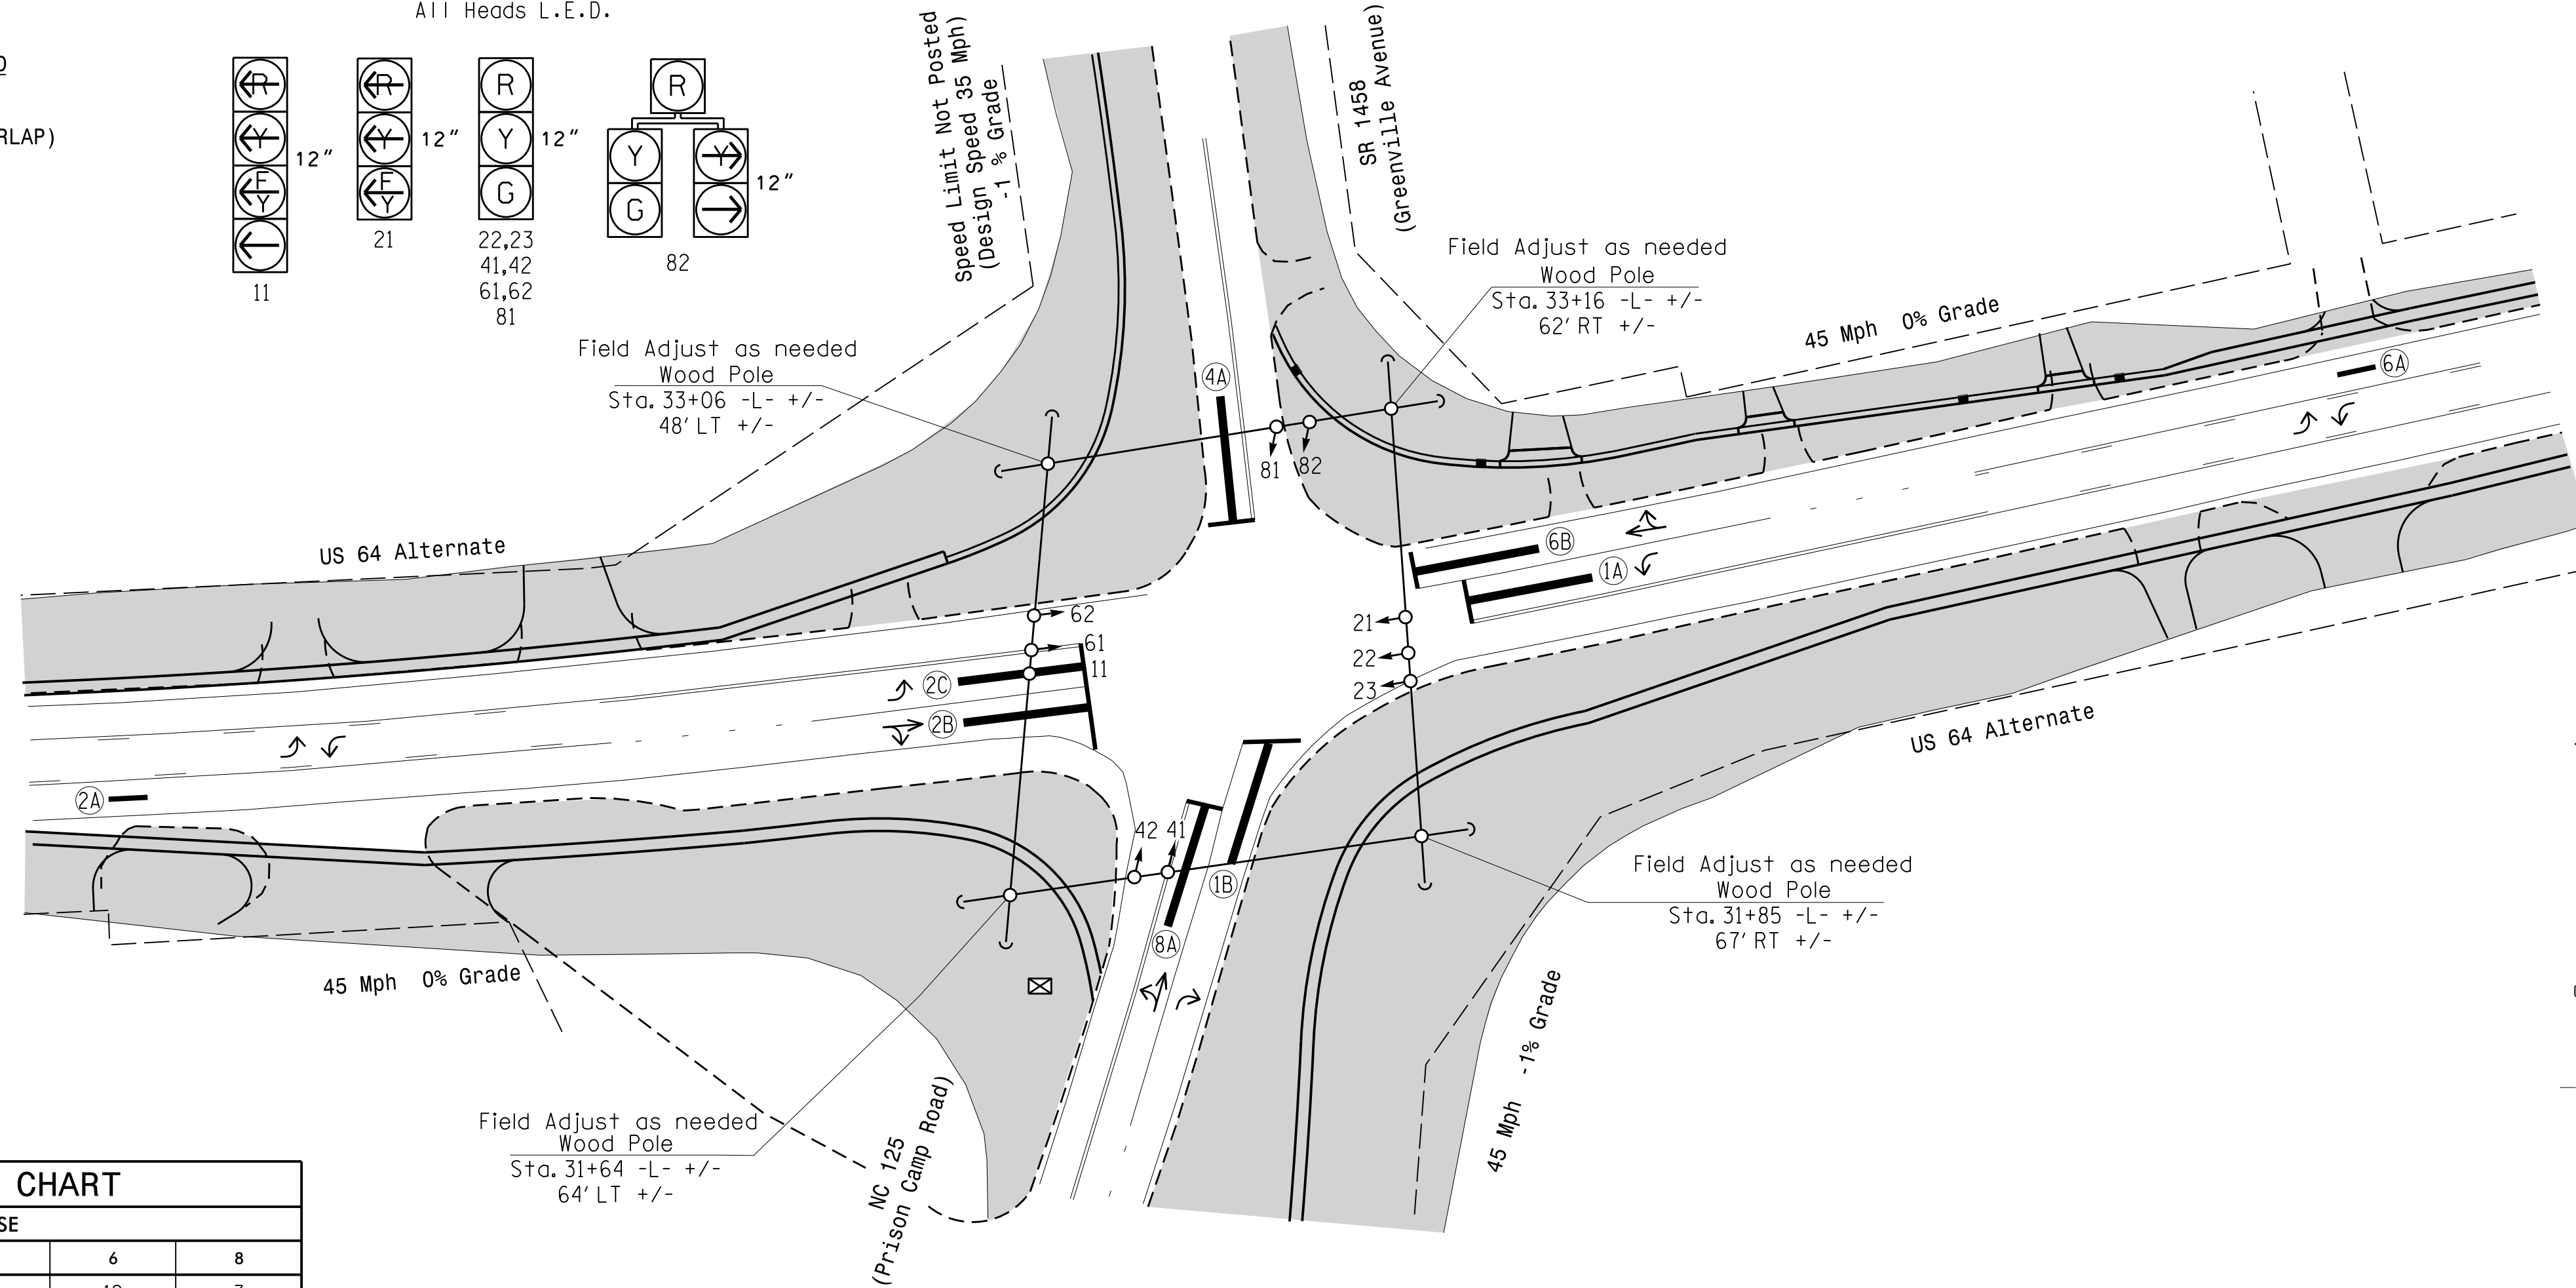 All Heads L.E.D.
RLAP)
R
Y
F
Y
12"
11
R
Y
F
Y
12"
21
R
Y
G
12"
22,23
41,42
61,62
81
R
Y
Y
G
12"
82
Speed Limit Not Posted
(Design Speed 35 Mph)
-1 % Grade
SR 1458
(Greenville Avenue)
Field Adjust as needed
Wood Pole
Sta. 33+16 -L- +/-
62' RT +/-
45 Mph 0% Grade
6A
Field Adjust as needed
Wood Pole
Sta. 33+06 -L- +/-
48' LT +/-
4A
81
82
US 64 Alternate
6B
1A
62
61
11
21
22
23
2C
2B
2A
US 64 Alternate
42
41
1B
8A
Field Adjust as needed
Wood Pole
Sta. 31+85 -L- +/-
67' RT +/-
45 Mph 0% Grade
45 Mph -1% Grade
Field Adjust as needed
Wood Pole
Sta. 31+64 -L- +/-
64' LT +/-
NC 125
(Prison Camp Road)
CHART
SE
6
8